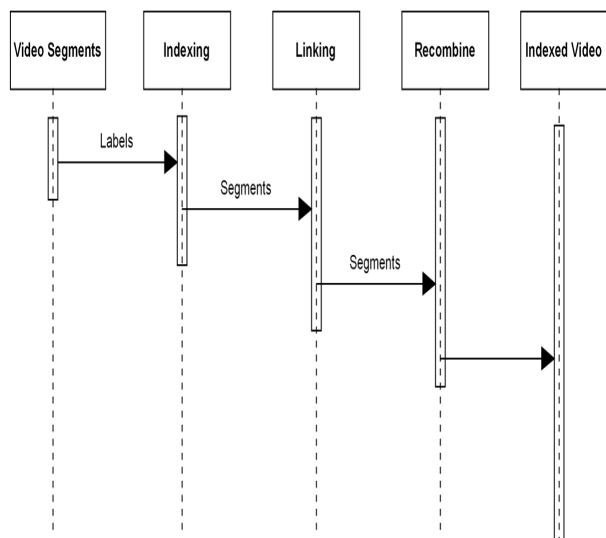 Video Segments
Indexing
Linking
Recombine
Indexed Video
Labels
Segments
Segments